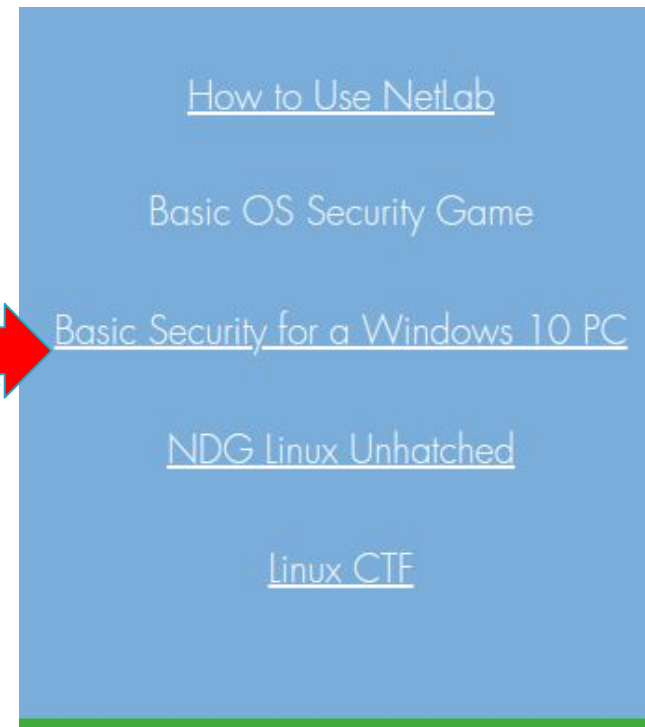 How to Use NetLab
Basic OS Security Game
Basic Security for a Windows 10 PC
NDG Linux Unhatched
Linux CTF